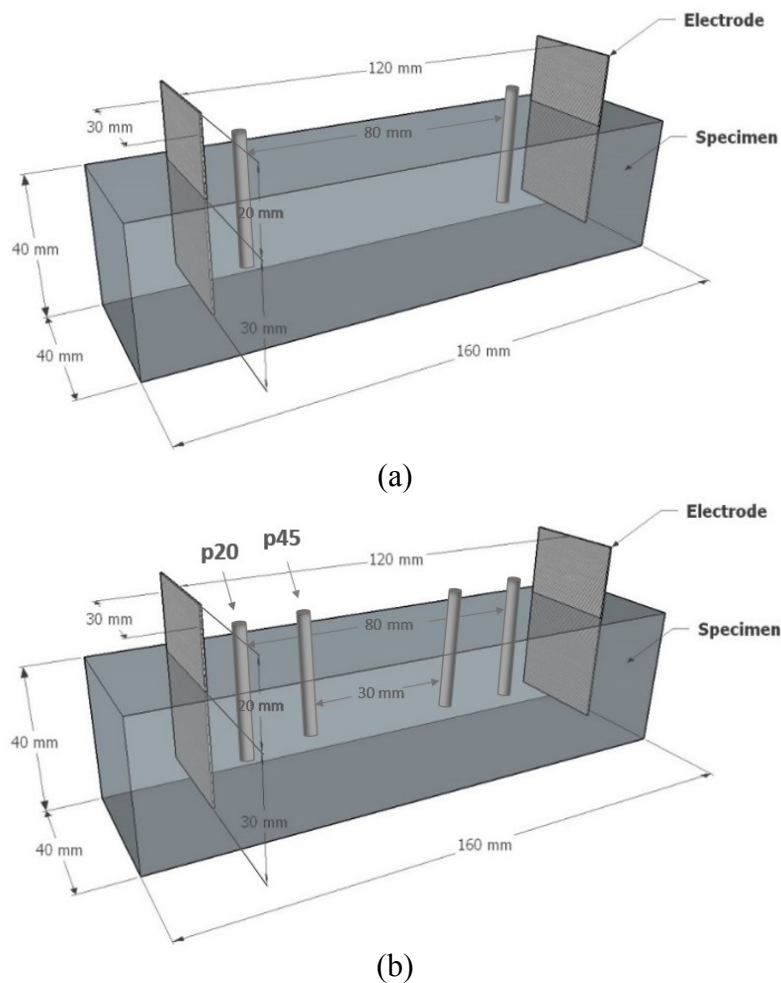 Electrode
120 mm
30 mm
80 mm
Specimen
20 mm
40 mm
30 mm
40 mm
160 mm
(a)
Electrode
p20
p45
120 mm
30 mm
80 mm
Specimen
30 mm
20 mm
40 mm
30 mm
40 mm
160 mm
(b)